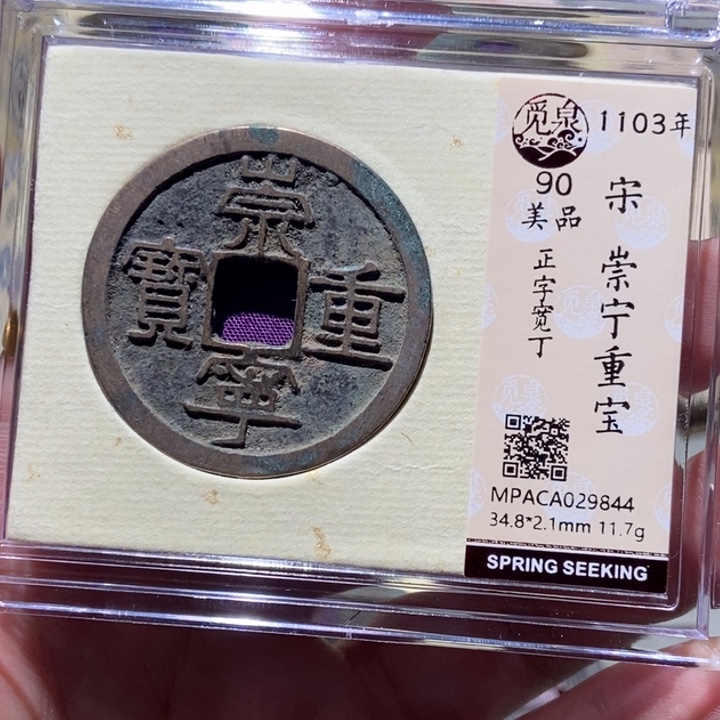 崇
重
寧
寶
觅泉
1103年
90
美品
正字宽丁
宋
崇宁重宝
MPACA029844
34.8*2.1mm 11.7g
SPRING SEEKING